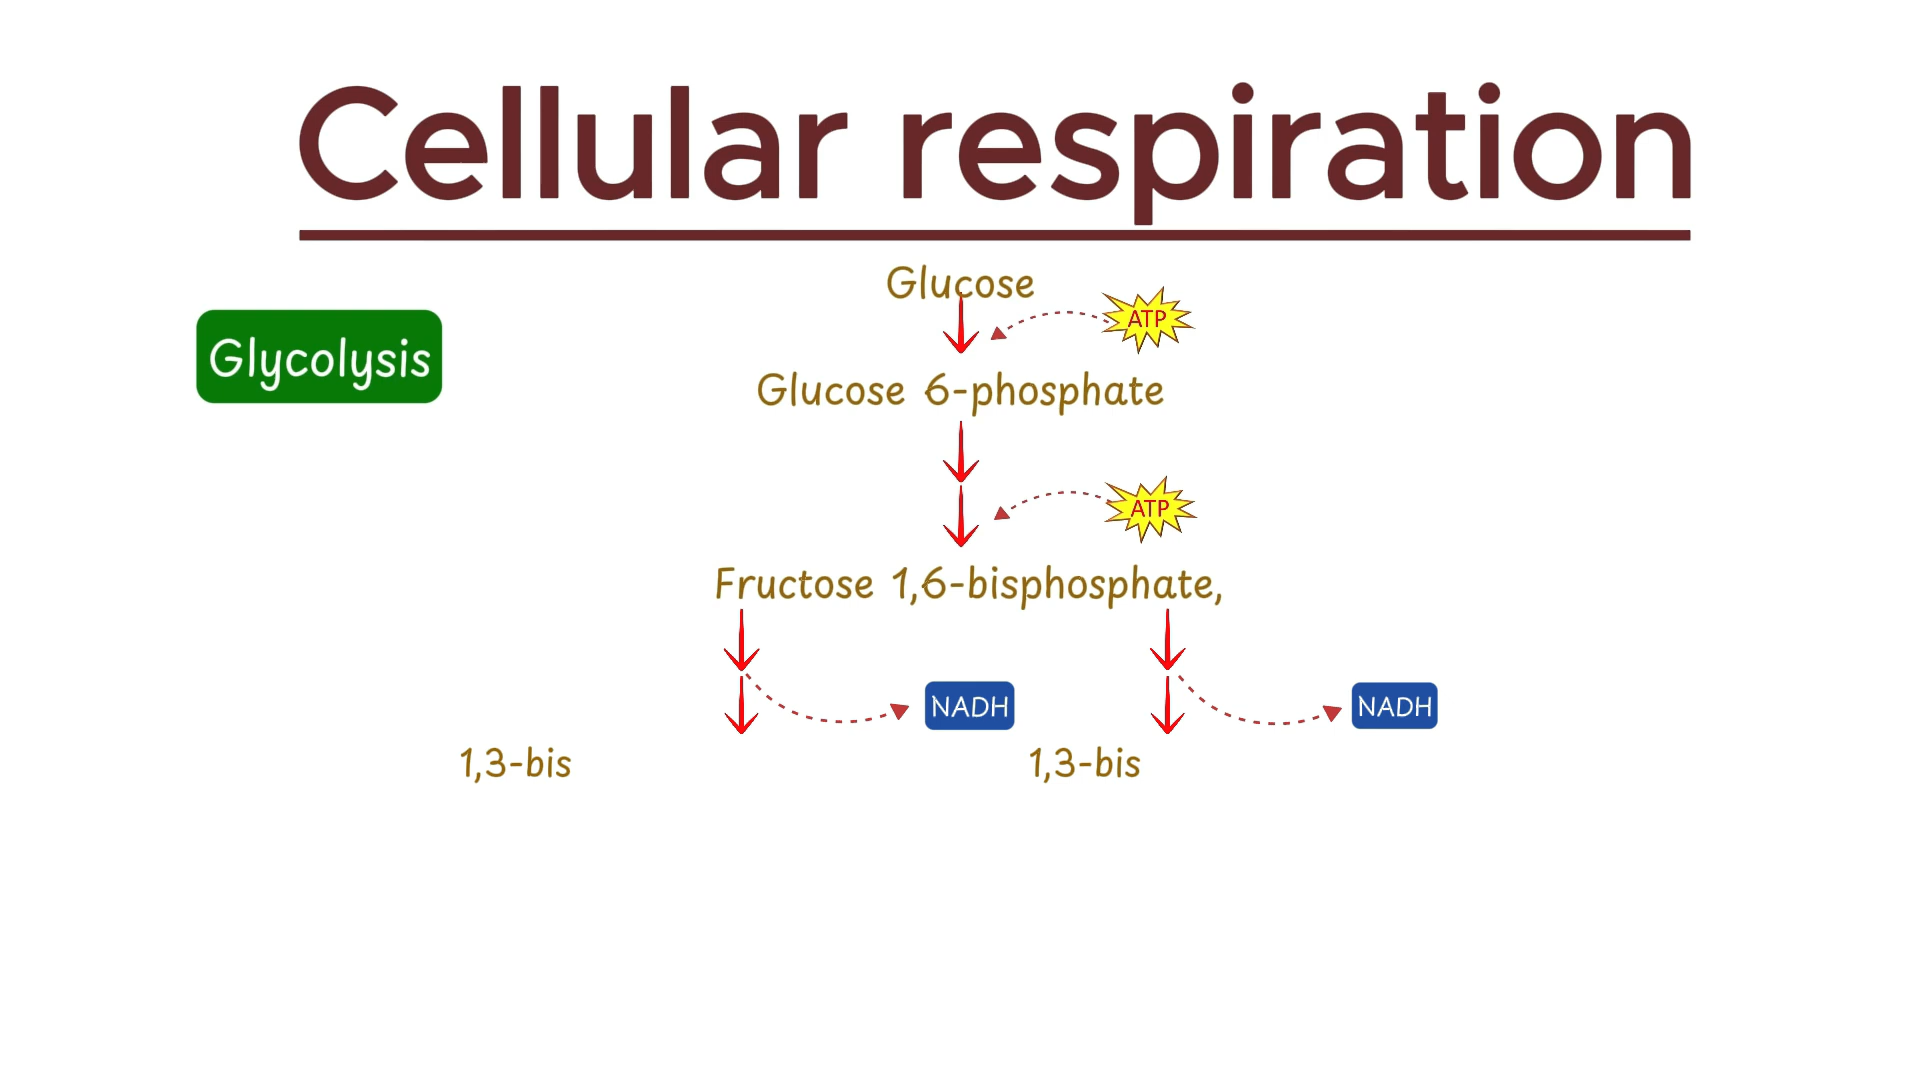 Cellular respiration
Glucose
ATP
Glycolysis
Glucose 6-phosphate
ATP
Fructose 1,6-bisphosphate,
NADH
NADH
1,3-bis
1,3-bis